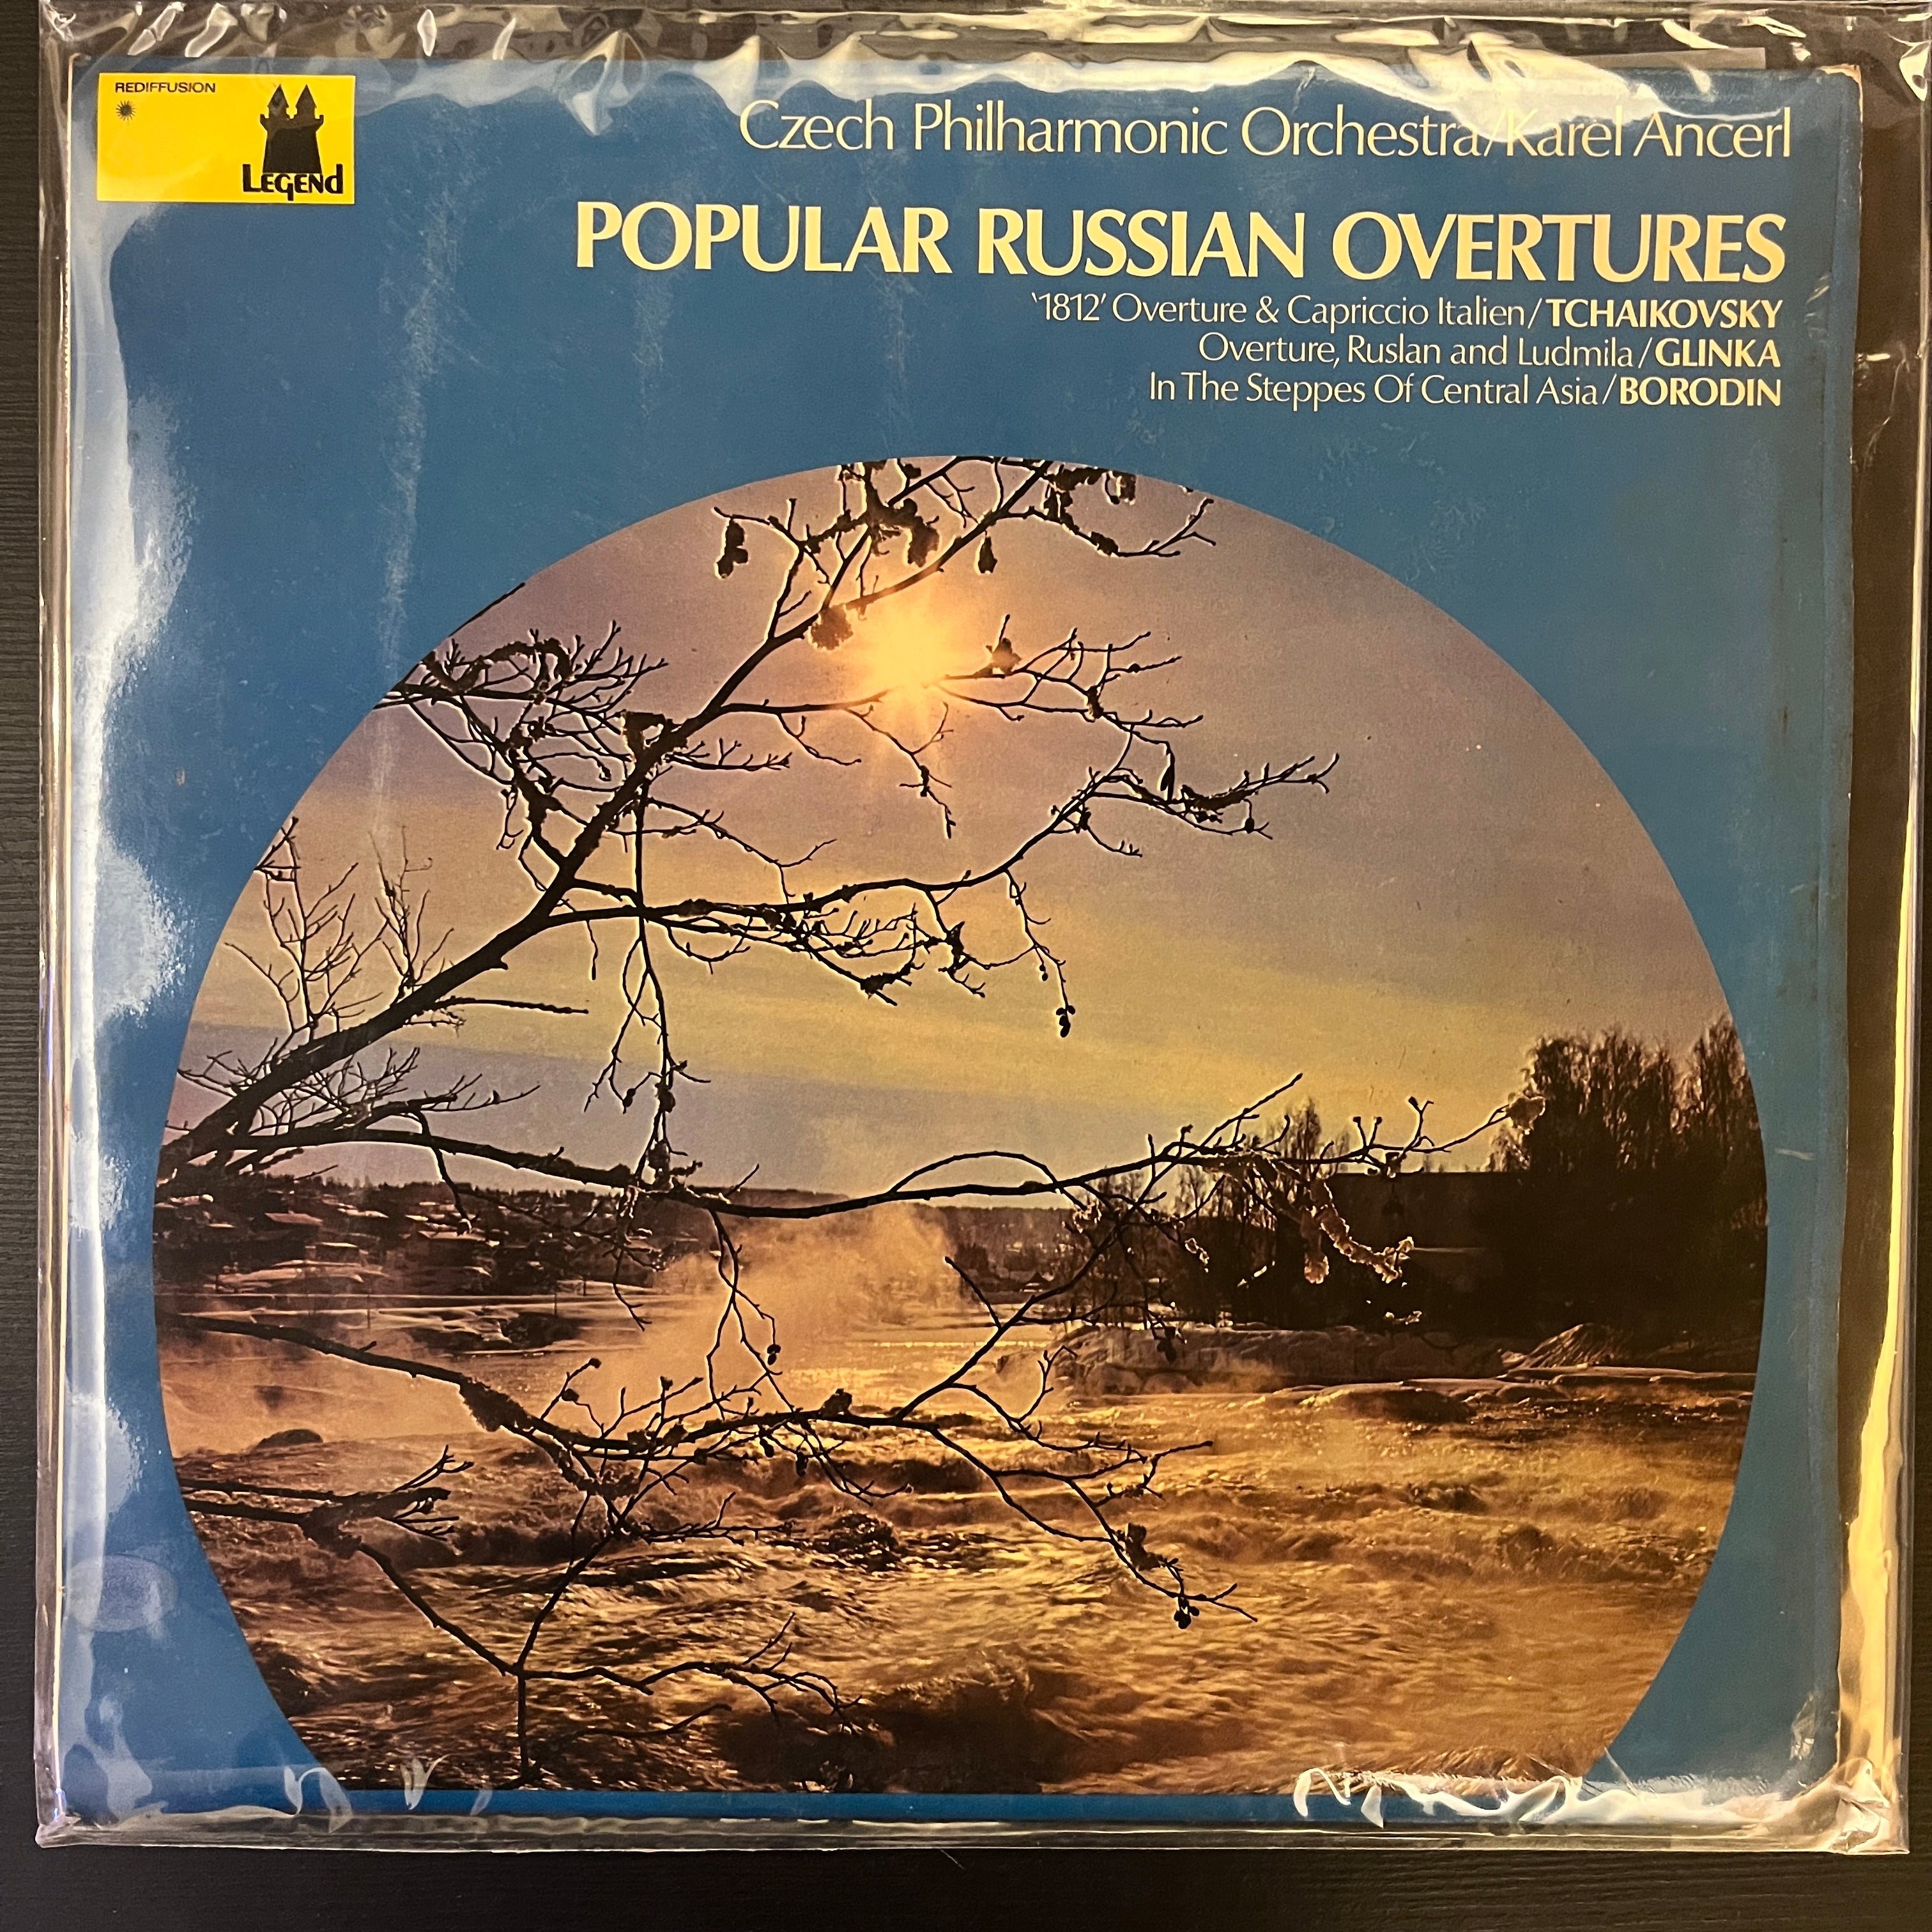 REDIFFUSION
LEGEND
Czech Philharmonic Orchestra/Karel Ancerl
POPULAR RUSSIAN OVERTURES
'1812' Overture & Capriccio Italien/TCHAIKOVSKY
Overture, Ruslan and Ludmila/GLINKA
In The Steppes Of Central Asia/BORODIN